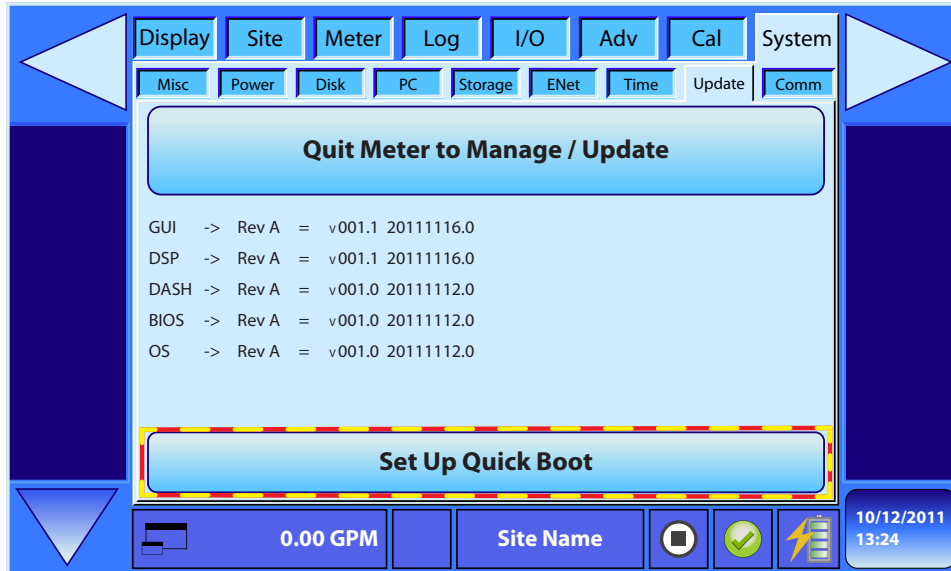 Display Site Meter Log I/O Adv Cal System
Misc Power Disk PC Storage ENet Time Update Comm
Quit Meter to Manage / Update
GUI -> Rev A = v001.1 20111116.0
DSP -> Rev A = v001.1 20111116.0
DASH -> Rev A = v001.0 20111112.0
BIOS -> Rev A = v001.0 20111112.0
OS -> Rev A = v001.0 20111112.0
Set Up Quick Boot
0.00 GPM Site Name
10/12/2011
13:24